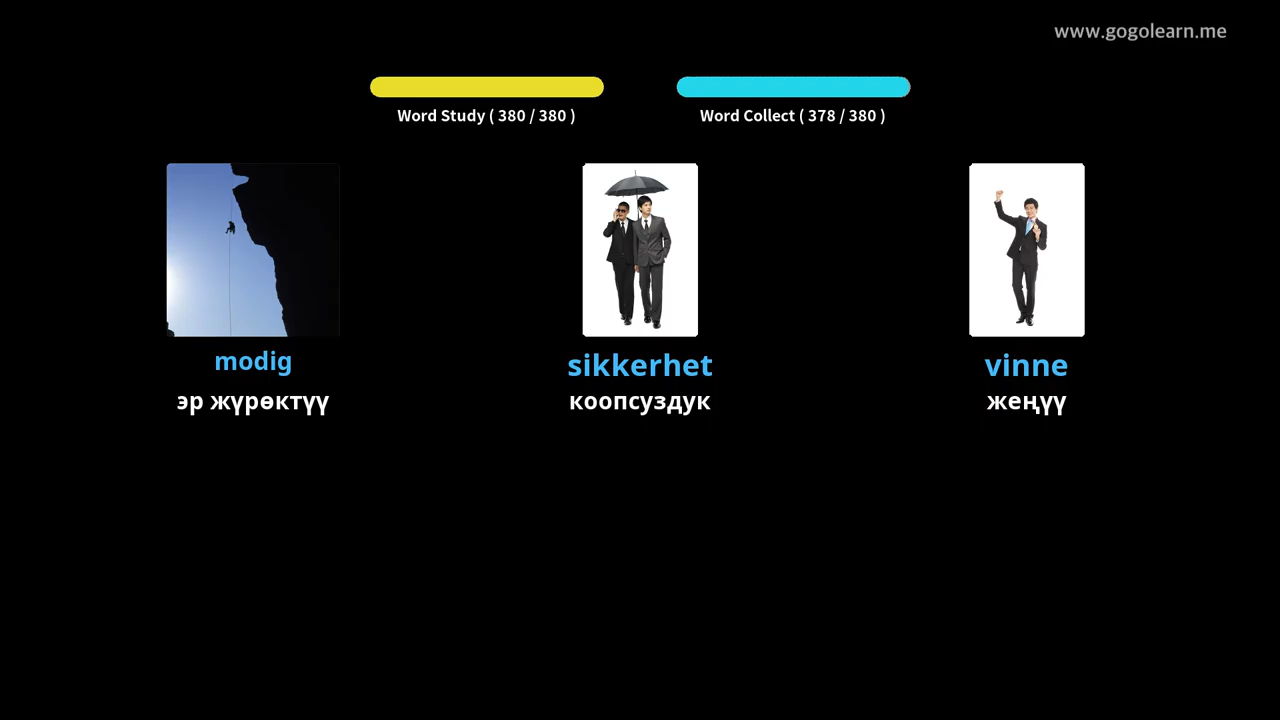 www.gogolearn.me
Word Study ( 380 / 380 )
Word Collect ( 378 / 380 )
modig
эр жүрөктүү
sikkerhet
коопсуздук
vinne
жеңүү